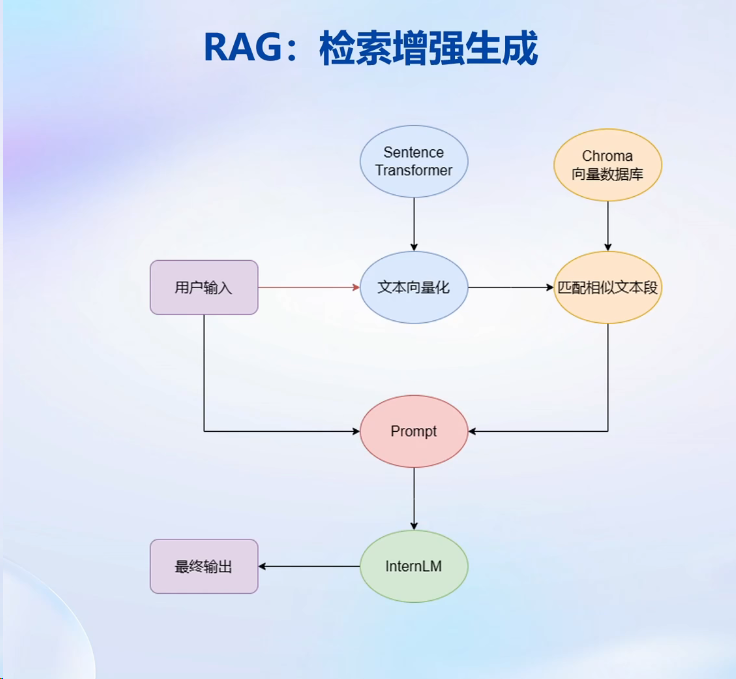 RAG：检索增强生成
Sentence
Transformer
Chroma
向量数据库
用户输入
文本向量化
匹配相似文本段
Prompt
最终输出
InternLM